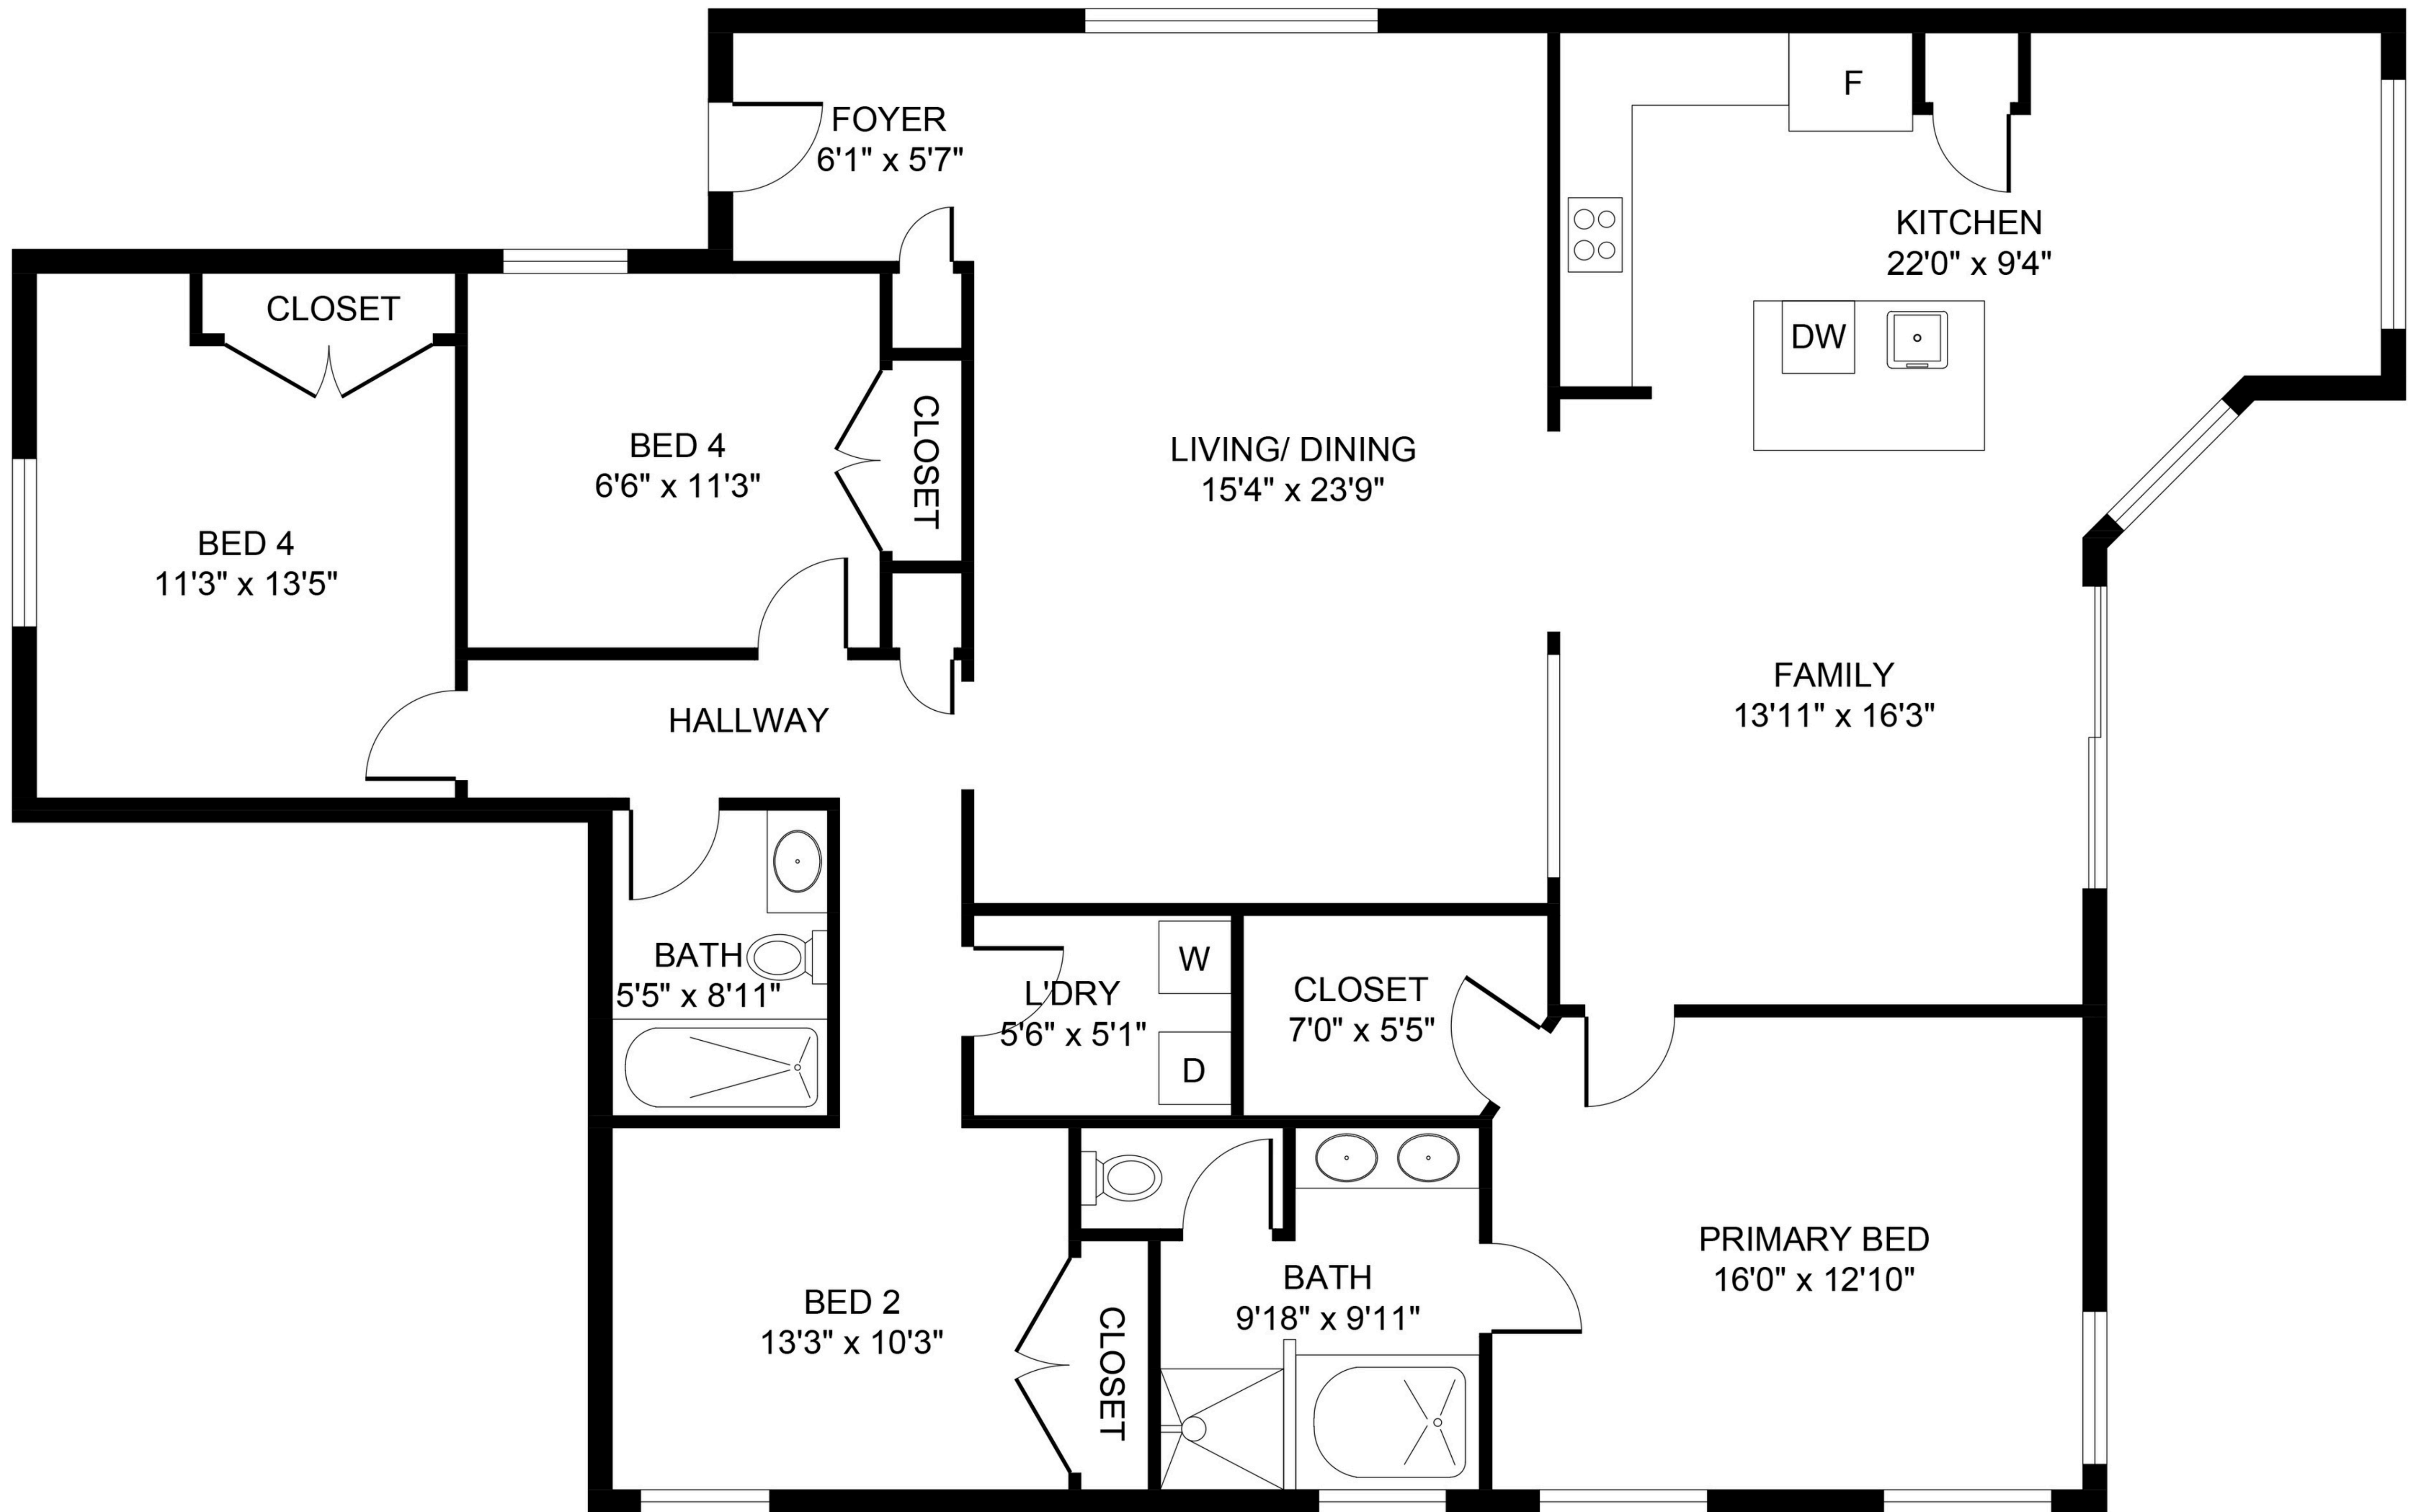 FOYER
6'1" x 5'7"
F
KITCHEN
22'0" x 9'4"
DW
CLOSET
BED 4
6'6" x 11'3"
CLOSET
LIVING/ DINING
15'4" x 23'9"
BED 4
11'3" x 13'5"
FAMILY
13'11" x 16'3"
HALLWAY
BATH
5'5" x 8'11"
W
L'DRY
5'6" x 5'1"
D
CLOSET
7'0" x 5'5"
PRIMARY BED
16'0" x 12'10"
BATH
9'18" x 9'11"
BED 2
13'3" x 10'3"
CLOSET